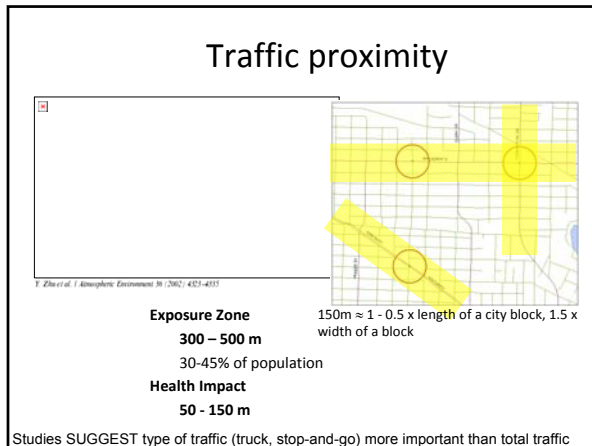 Traffic proximity
Y. Zhu et al. / Atmospheric Environment 36 (2002) 4323–4335
150m ≈ 1 - 0.5 x length of a city block, 1.5 x
width of a block
Exposure Zone
300 – 500 m
30-45% of population
Health Impact
50 - 150 m
Studies SUGGEST type of traffic (truck, stop-and-go) more important than total traffic